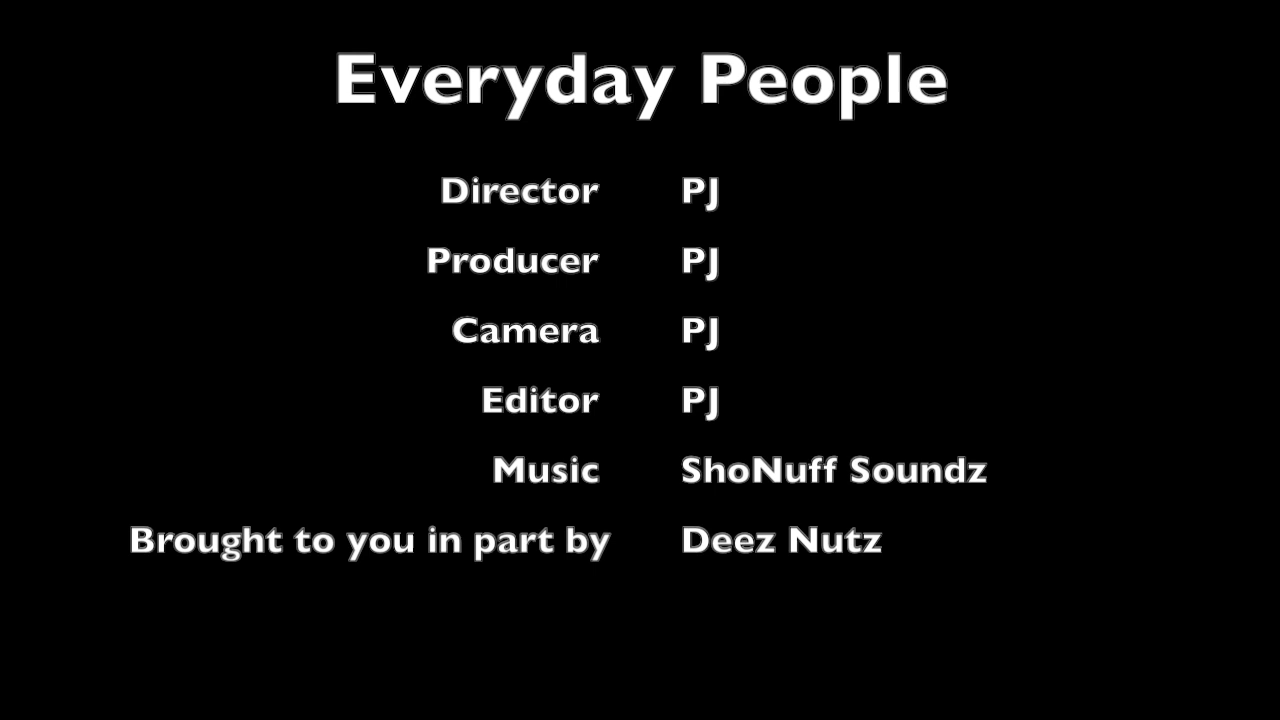 Everyday People
Director PJ
Producer PJ
Camera PJ
Editor PJ
Music ShoNuff Soundz
Brought to you in part by Deez Nutz